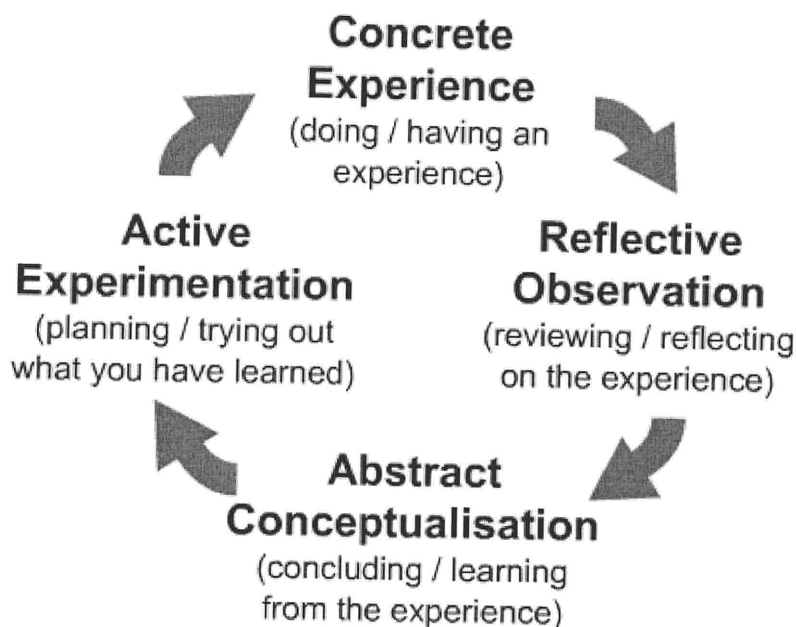 Concrete
Experience
(doing / having an
experience)
Reflective
Observation
(reviewing / reflecting
on the experience)
Abstract
Conceptualisation
(concluding / learning
from the experience)
Active
Experimentation
(planning / trying out
what you have learned)